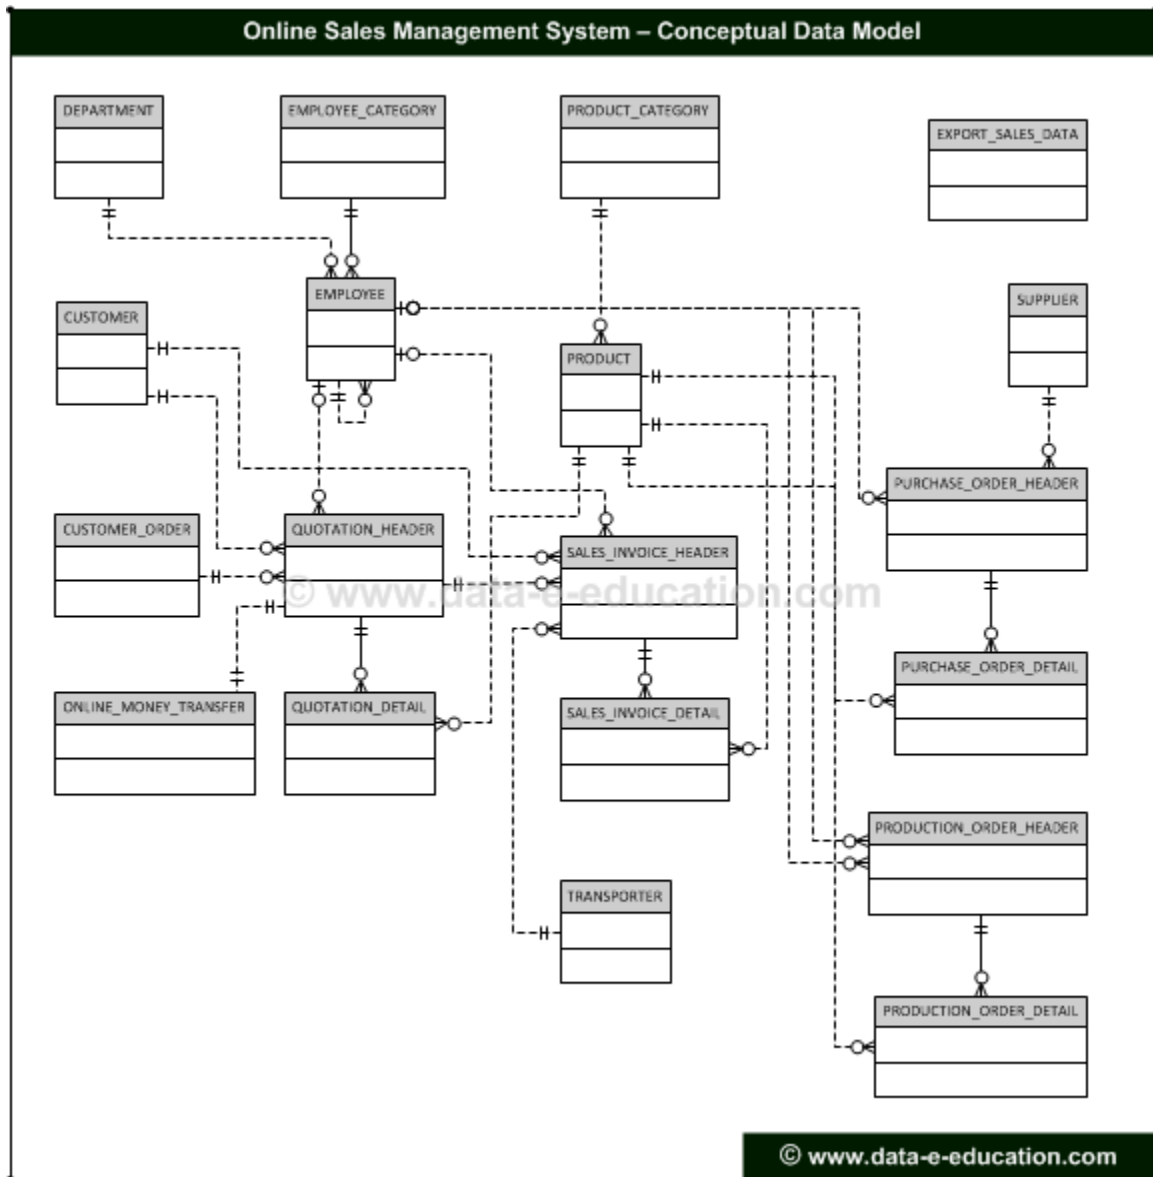 Online Sales Management System – Conceptual Data Model
DEPARTMENT
EMPLOYEE_CATEGORY
PRODUCT_CATEGORY
EXPORT_SALES_DATA
EMPLOYEE
SUPPLIER
CUSTOMER
PRODUCT
PURCHASE_ORDER_HEADER
CUSTOMER_ORDER
QUOTATION_HEADER
SALES_INVOICE_HEADER
© www.data-e-education.com
PURCHASE_ORDER_DETAIL
ONLINE_MONEY_TRANSFER
QUOTATION_DETAIL
SALES_INVOICE_DETAIL
PRODUCTION_ORDER_HEADER
TRANSPORTER
PRODUCTION_ORDER_DETAIL
© www.data-e-education.com